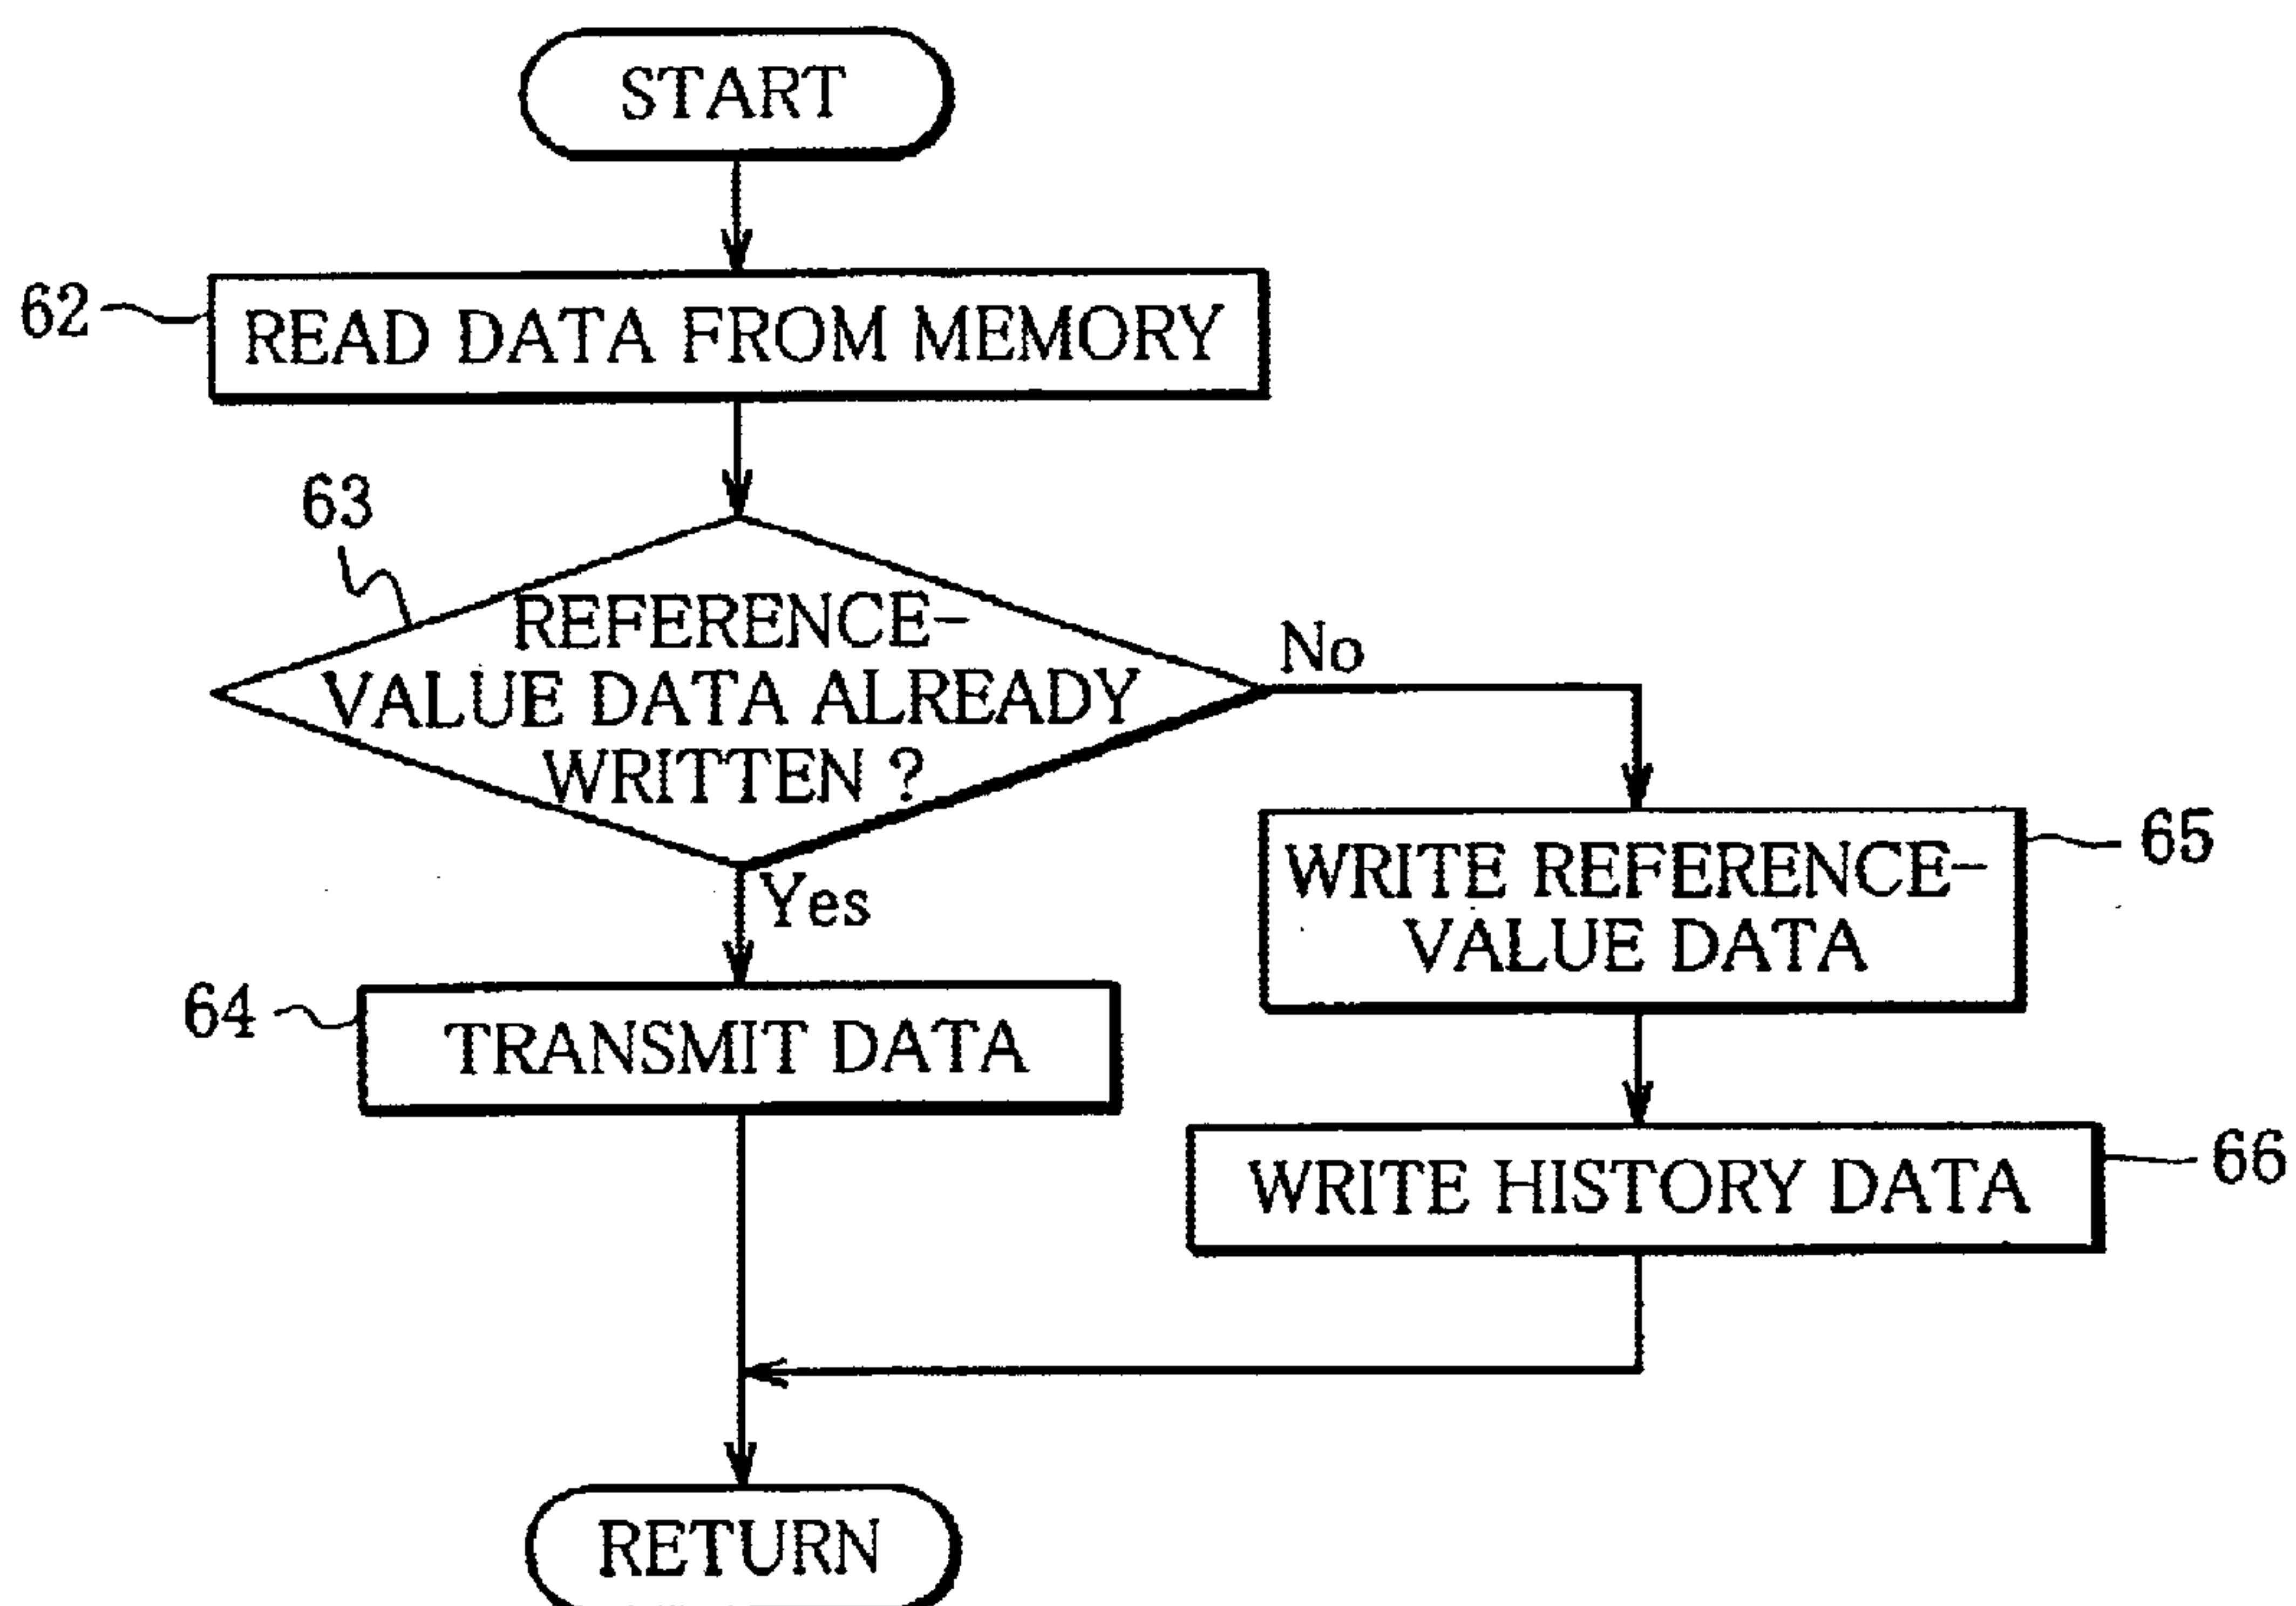 START
62
READ DATA FROM MEMORY
63
REFERENCE-
VALUE DATA ALREADY
WRITTEN ?
No
Yes
65
WRITE REFERENCE-
VALUE DATA
64
TRANSMIT DATA
66
WRITE HISTORY DATA
RETURN